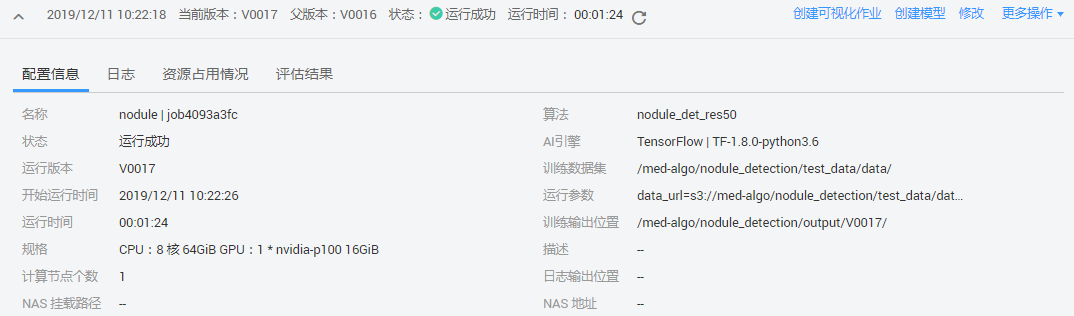 2019/12/11 10:22:18 当前版本：V0017 父版本：V0016 状态： 运行成功 运行时间： 00:01:24 创建可视化作业 创建模型 修改 更多操作
配置信息 日志 资源占用情况 评估结果
名称 nodule | job4093a3fc 算法 nodule_det_res50
状态 运行成功 AI引擎 TensorFlow | TF-1.8.0-python3.6
运行版本 V0017 训练数据集 /med-algo/nodule_detection/test_data/data/
开始运行时间 2019/12/11 10:22:26 运行参数 data_url=s3://med-algo/nodule_detection/test_data/dat...
运行时间 00:01:24 训练输出位置 /med-algo/nodule_detection/output/V0017/
规格 CPU：8 核 64GiB GPU：1 * nvidia-p100 16GiB 描述 --
计算节点个数 1 日志输出位置 --
NAS 挂载路径 -- NAS 地址 --